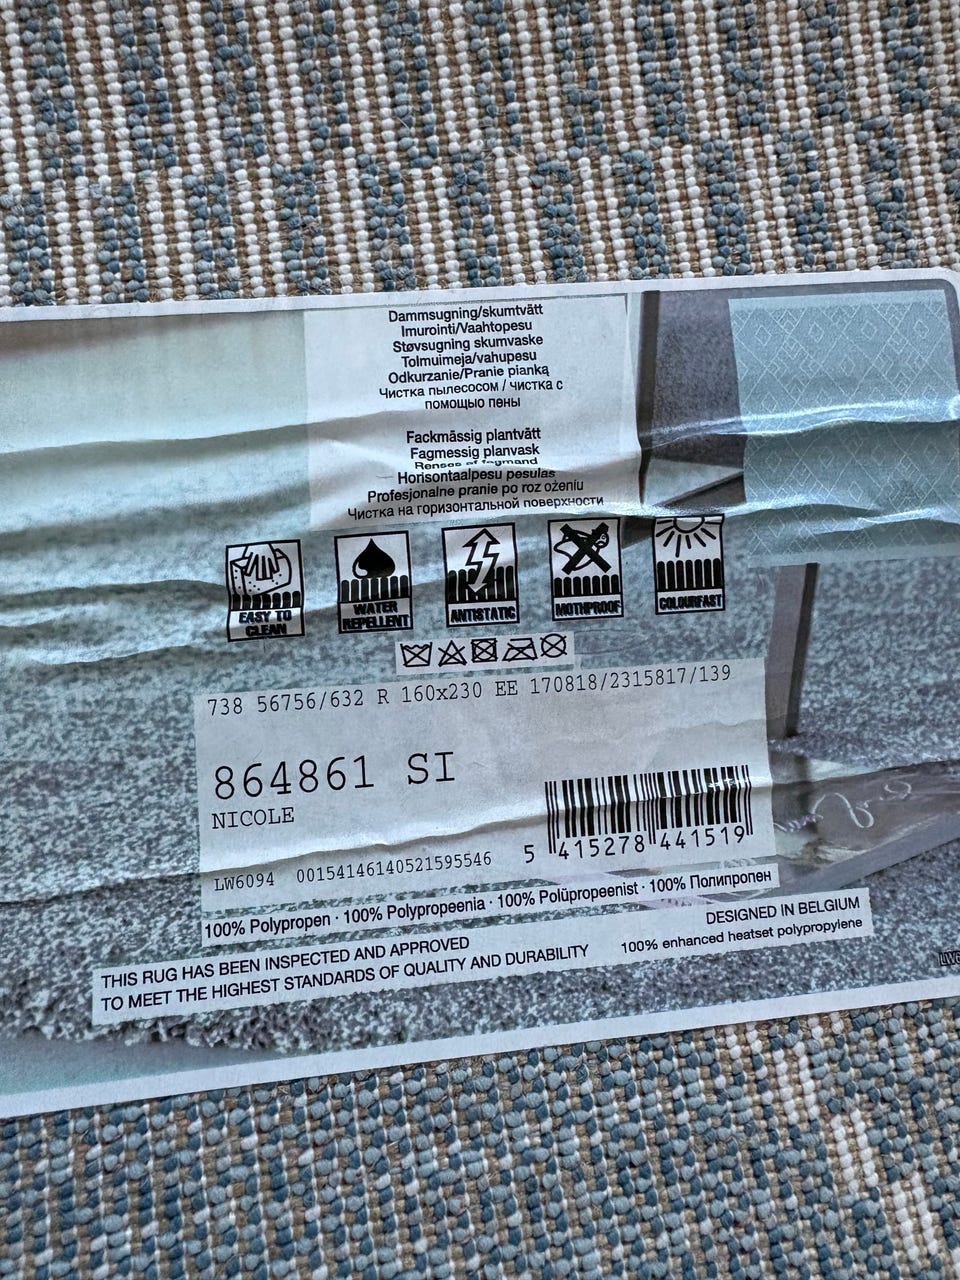 Dammsugning/skumtvätt
Imurointi/Vaahtopesu
Støvsugning skumvaske
Tolmuimeja/vahupesu
Odkurzanie/Pranie pianką
Чистка пылесосом / чистка с
помощью пены
Fackmässig plantvätt
Fagmessig planvask
Renses af fagmand
Horisontaalpesu pesulas
Profesjonalne pranie po roz ożeniu
Чистка на горизонтальной поверхности
EASY TO CLEAN
WATER REPELLENT
ANTISTATIC
MOTHPROOF
COLOURFAST
738 56756/632 R 160x230 EE 170818/2315817/139
864861 SI
NICOLE
5 415278 441519
LW6094 00154146140521595546
100% Polypropen · 100% Polypropeenia · 100% Polüpropeenist · 100% Полипропен
THIS RUG HAS BEEN INSPECTED AND APPROVED
TO MEET THE HIGHEST STANDARDS OF QUALITY AND DURABILITY
DESIGNED IN BELGIUM
100% enhanced heatset polypropylene